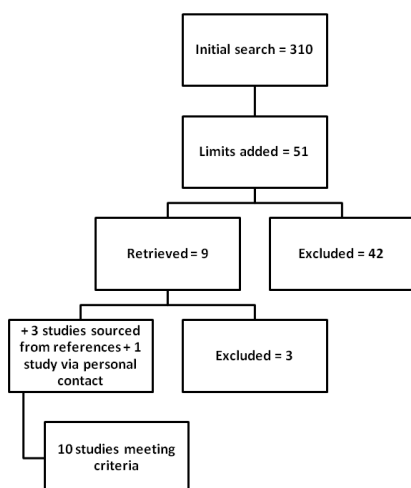 Initial search = 310
Limits added = 51
Retrieved = 9
Excluded = 42
+ 3 studies sourced
from references + 1
study via personal
contact
Excluded = 3
10 studies meeting
criteria